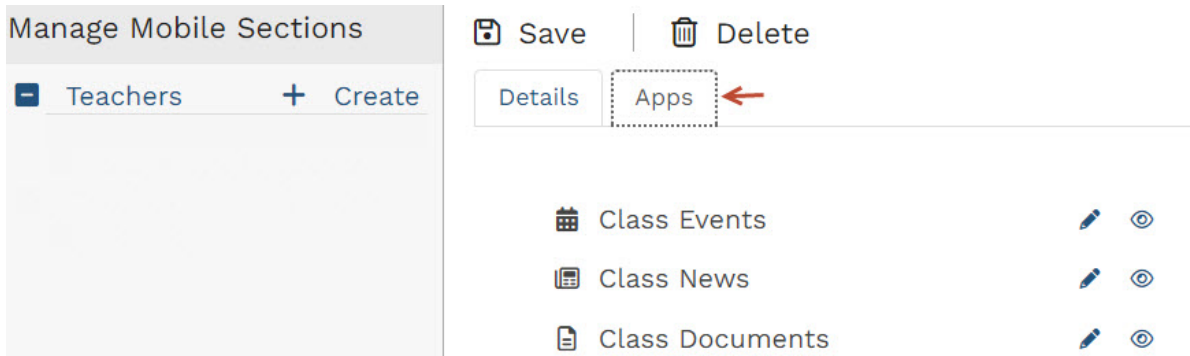 Manage Mobile Sections
Teachers + Create
Save Delete
Details Apps
Class Events
Class News
Class Documents